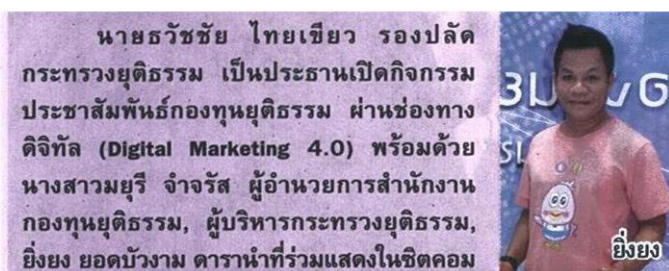 นายธวัชชัย ไทยเขียว รองปลัด
กระทรวงยุติธรรม เป็นประธานเปิดกิจกรรม
ประชาสัมพันธ์กองทุนยุติธรรม ผ่านช่องทาง
ดิจิทัล (Digital Marketing 4.0) พร้อมด้วย
นางสาวมยุรี จำจรัส ผู้อำนวยการสำนักงาน
กองทุนยุติธรรม, ผู้บริหารกระทรวงยุติธรรม,
ยิ่งยง ยอดบัวงาม ดารานำที่ร่วมแสดงในซิตคอม
ยิ่งยง